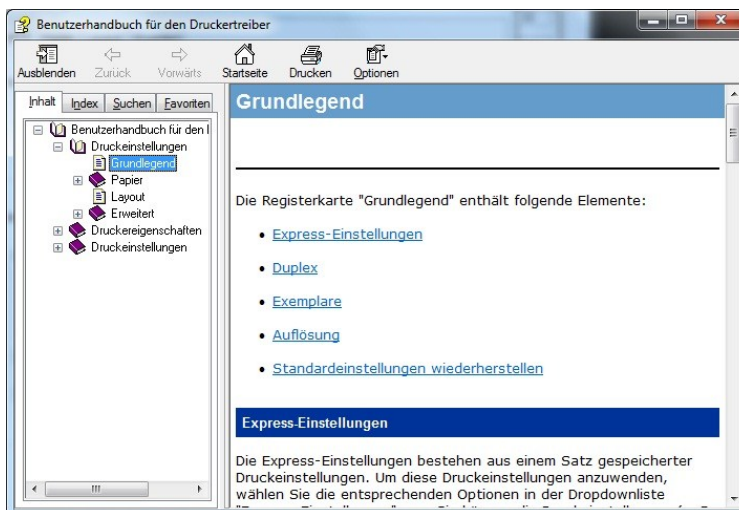 Benutzerhandbuch für den Druckertreiber
Ausblenden Zurück Vorwärts Startseite Drucken Optionen
Inhalt Index Suchen Favoriten
Benutzerhandbuch für den I
Druckeinstellungen
Grundlegend
Papier
Layout
Erweitert
Druckereigenschaften
Druckeinstellungen
Grundlegend
Die Registerkarte "Grundlegend" enthält folgende Elemente:
• Express-Einstellungen
• Duplex
• Exemplare
• Auflösung
• Standardeinstellungen wiederherstellen
Express-Einstellungen
Die Express-Einstellungen bestehen aus einem Satz gespeicherter
Druckeinstellungen. Um diese Druckeinstellungen anzuwenden,
wählen Sie die entsprechenden Optionen in der Dropdownliste